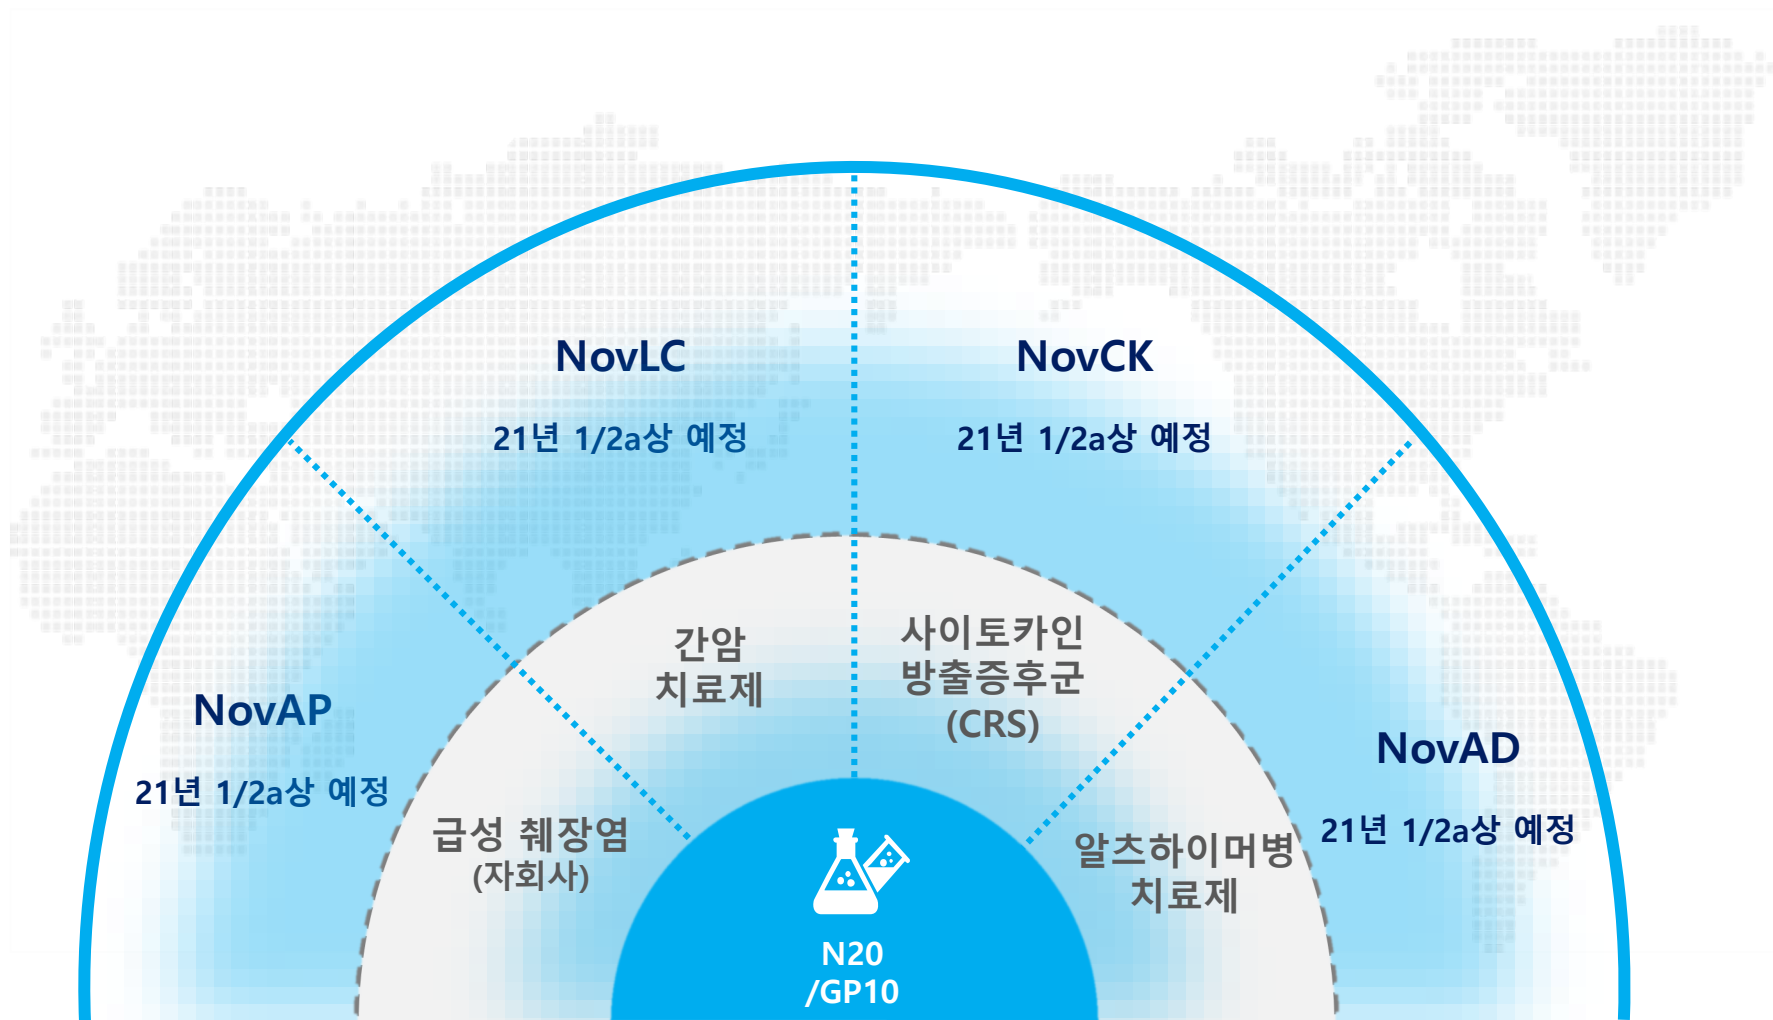 NovLC
21년 1/2a상 예정
NovCK
21년 1/2a상 예정
간암
치료제
사이토카인
방출증후군
(CRS)
NovAP
21년 1/2a상 예정
급성 췌장염
(자회사)
NovAD
21년 1/2a상 예정
알츠하이머병
치료제
N20
/GP10